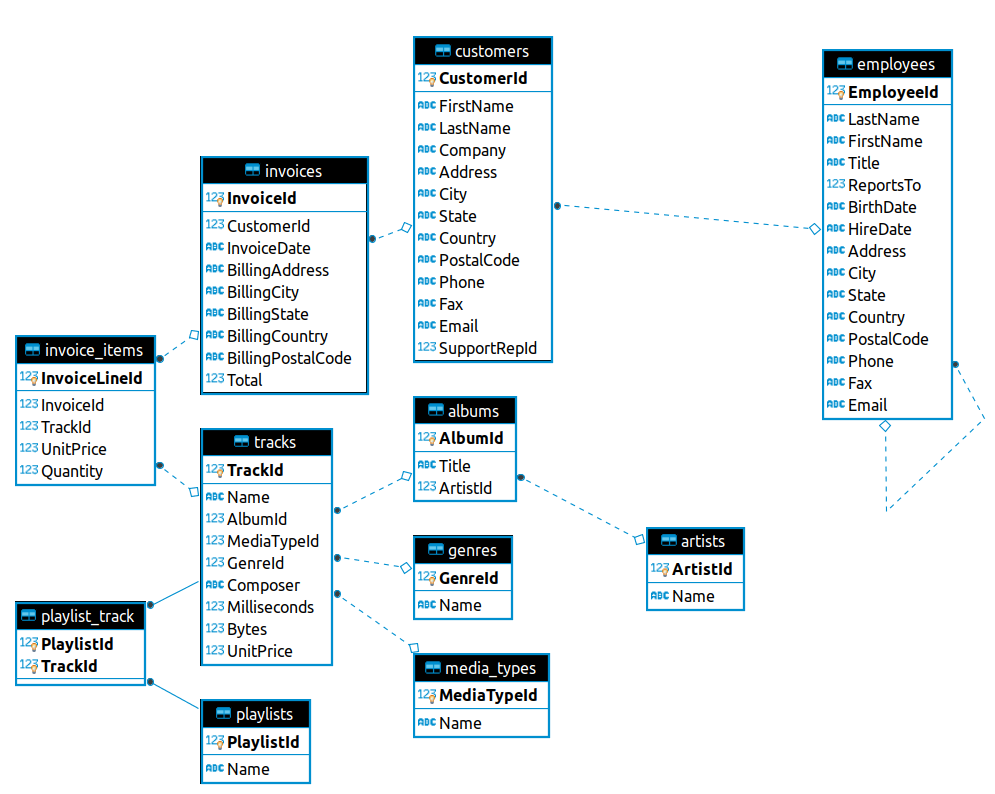 customers
123 CustomerId
ABC FirstName
ABC LastName
ABC Company
ABC Address
ABC City
ABC State
ABC Country
ABC PostalCode
ABC Phone
ABC Fax
ABC Email
123 SupportRepId
employees
123 EmployeeId
ABC LastName
ABC FirstName
ABC Title
123 ReportsTo
ABC BirthDate
ABC HireDate
ABC Address
ABC City
ABC State
ABC Country
ABC PostalCode
ABC Phone
ABC Fax
ABC Email
invoices
123 InvoiceId
123 CustomerId
ABC InvoiceDate
ABC BillingAddress
ABC BillingCity
ABC BillingState
ABC BillingCountry
ABC BillingPostalCode
123 Total
invoice_items
123 InvoiceLineId
123 InvoiceId
123 TrackId
123 UnitPrice
123 Quantity
tracks
123 TrackId
ABC Name
123 AlbumId
123 MediaTypeId
123 GenreId
ABC Composer
123 Milliseconds
123 Bytes
123 UnitPrice
albums
123 AlbumId
ABC Title
123 ArtistId
artists
123 ArtistId
ABC Name
genres
123 GenreId
ABC Name
media_types
123 MediaTypeId
ABC Name
playlist_track
123 PlaylistId
123 TrackId
playlists
123 PlaylistId
ABC Name